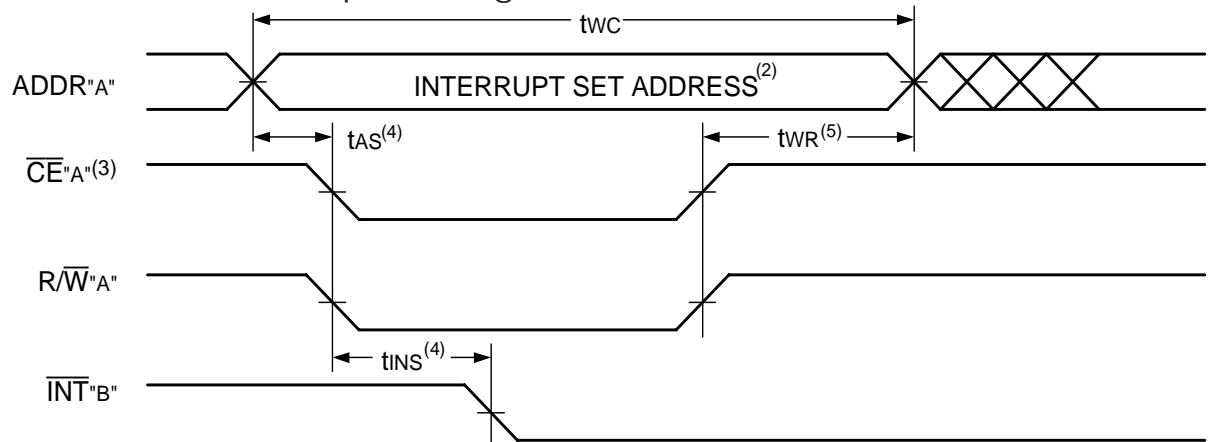 tWC
ADDR"A"
INTERRUPT SET ADDRESS(2)
tAS(4)
tWR(5)
CE"A"(3)
R/W"A"
tINS(4)
INT"B"